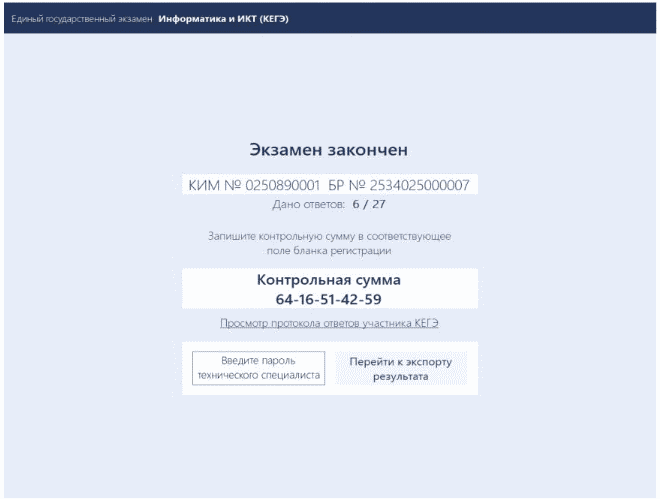 Единый государственный экзамен Информатика и ИКТ (КЕГЭ)
Экзамен закончен
КИМ № 0250890001 БР № 2534025000007
Дано ответов: 6 / 27
Запишите контрольную сумму в соответствующее
поле бланка регистрации
Контрольная сумма
64-16-51-42-59
Просмотр протокола ответов участника КЕГЭ
Введите пароль
технического специалиста
Перейти к экспорту
результата